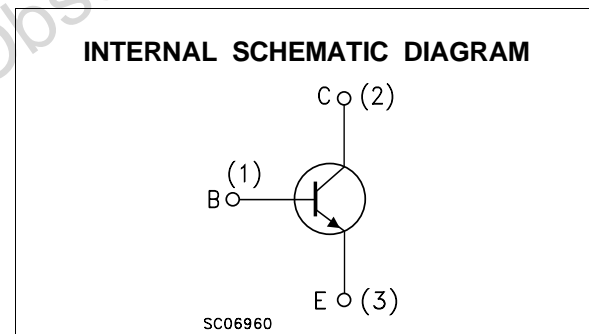 INTERNAL SCHEMATIC DIAGRAM
C (2)
(1)
B
E (3)
SC06960